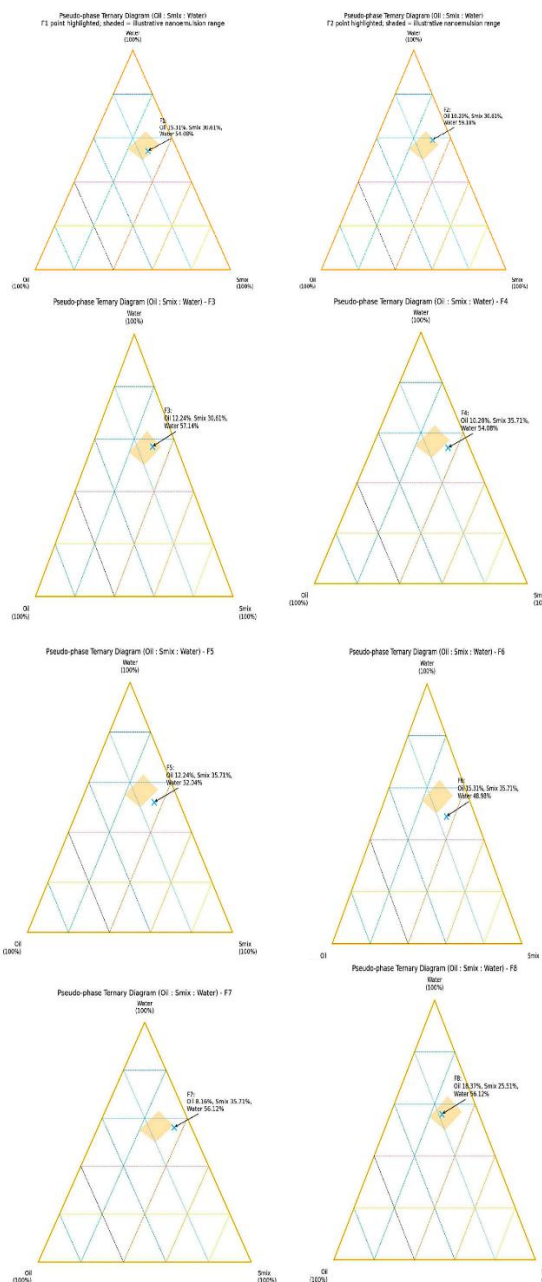 Pseudo-phase Ternary Diagram (Oil : Smix : Water)
F1 point highlighted; shaded = illustrative nanoemulsion range
Water
(100%)
F1:
Oil 15.31%, Smix 30.61%,
Water 54.08%
Oil
(100%)
Smix
(100%)
Pseudo-phase Ternary Diagram (Oil : Smix : Water)
F2 point highlighted; shaded = illustrative nanoemulsion range
Water
(100%)
F2:
Oil 10.20%, Smix 30.61%,
Water 59.18%
Oil
(100%)
Smix
(100%)
Pseudo-phase Ternary Diagram (Oil : Smix : Water) - F3
Water
(100%)
F3:
Oil 12.24%, Smix 30.61%,
Water 57.14%
Oil
(100%)
Smix
(100%)
Pseudo-phase Ternary Diagram (Oil : Smix : Water) - F4
Water
(100%)
F4:
Oil 10.20%, Smix 35.71%,
Water 54.08%
Oil
(100%)
Sm
(10
Pseudo-phase Ternary Diagram (Oil : Smix : Water) - F5
Water
(100%)
F5:
Oil 12.24%, Smix 35.71%,
Water 52.04%
Oil
(100%)
Smix
(100%)
Pseudo-phase Ternary Diagram (Oil : Smix : Water) - F6
Water
(100%)
F6:
Oil 15.31%, Smix 35.71%,
Water 48.98%
Oil
Smix
Pseudo-phase Ternary Diagram (Oil : Smix : Water) - F7
Water
(100%)
F7:
Oil 8.16%, Smix 35.71%,
Water 56.12%
Oil
(100%)
Smix
(100%)
Pseudo-phase Ternary Diagram (Oil : Smix : Water) - F8
Water
(100%)
F8:
Oil 18.37%, Smix 25.51%,
Water 56.12%
Oil
(100%)